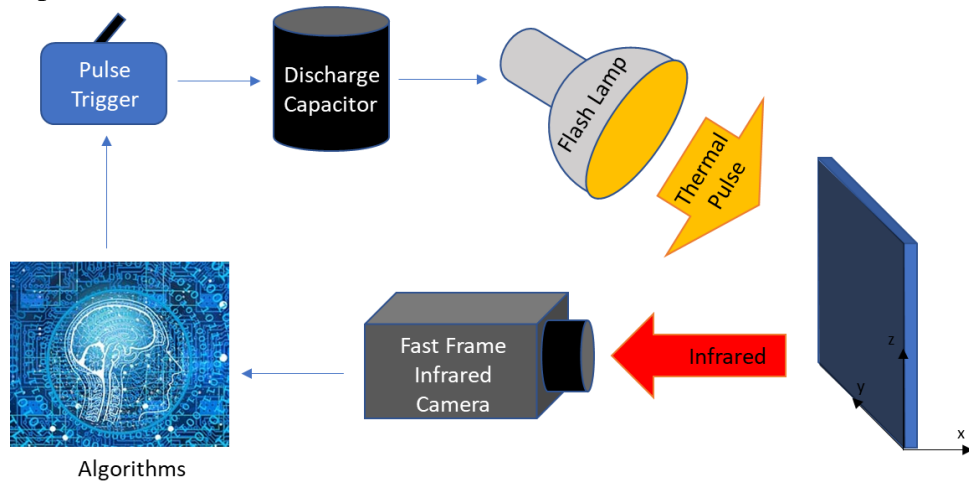 Pulse
Trigger
Discharge
Capacitor
Flash Lamp
Thermal
Pulse
Fast Frame
Infrared
Camera
Infrared
z
y
x
Algorithms